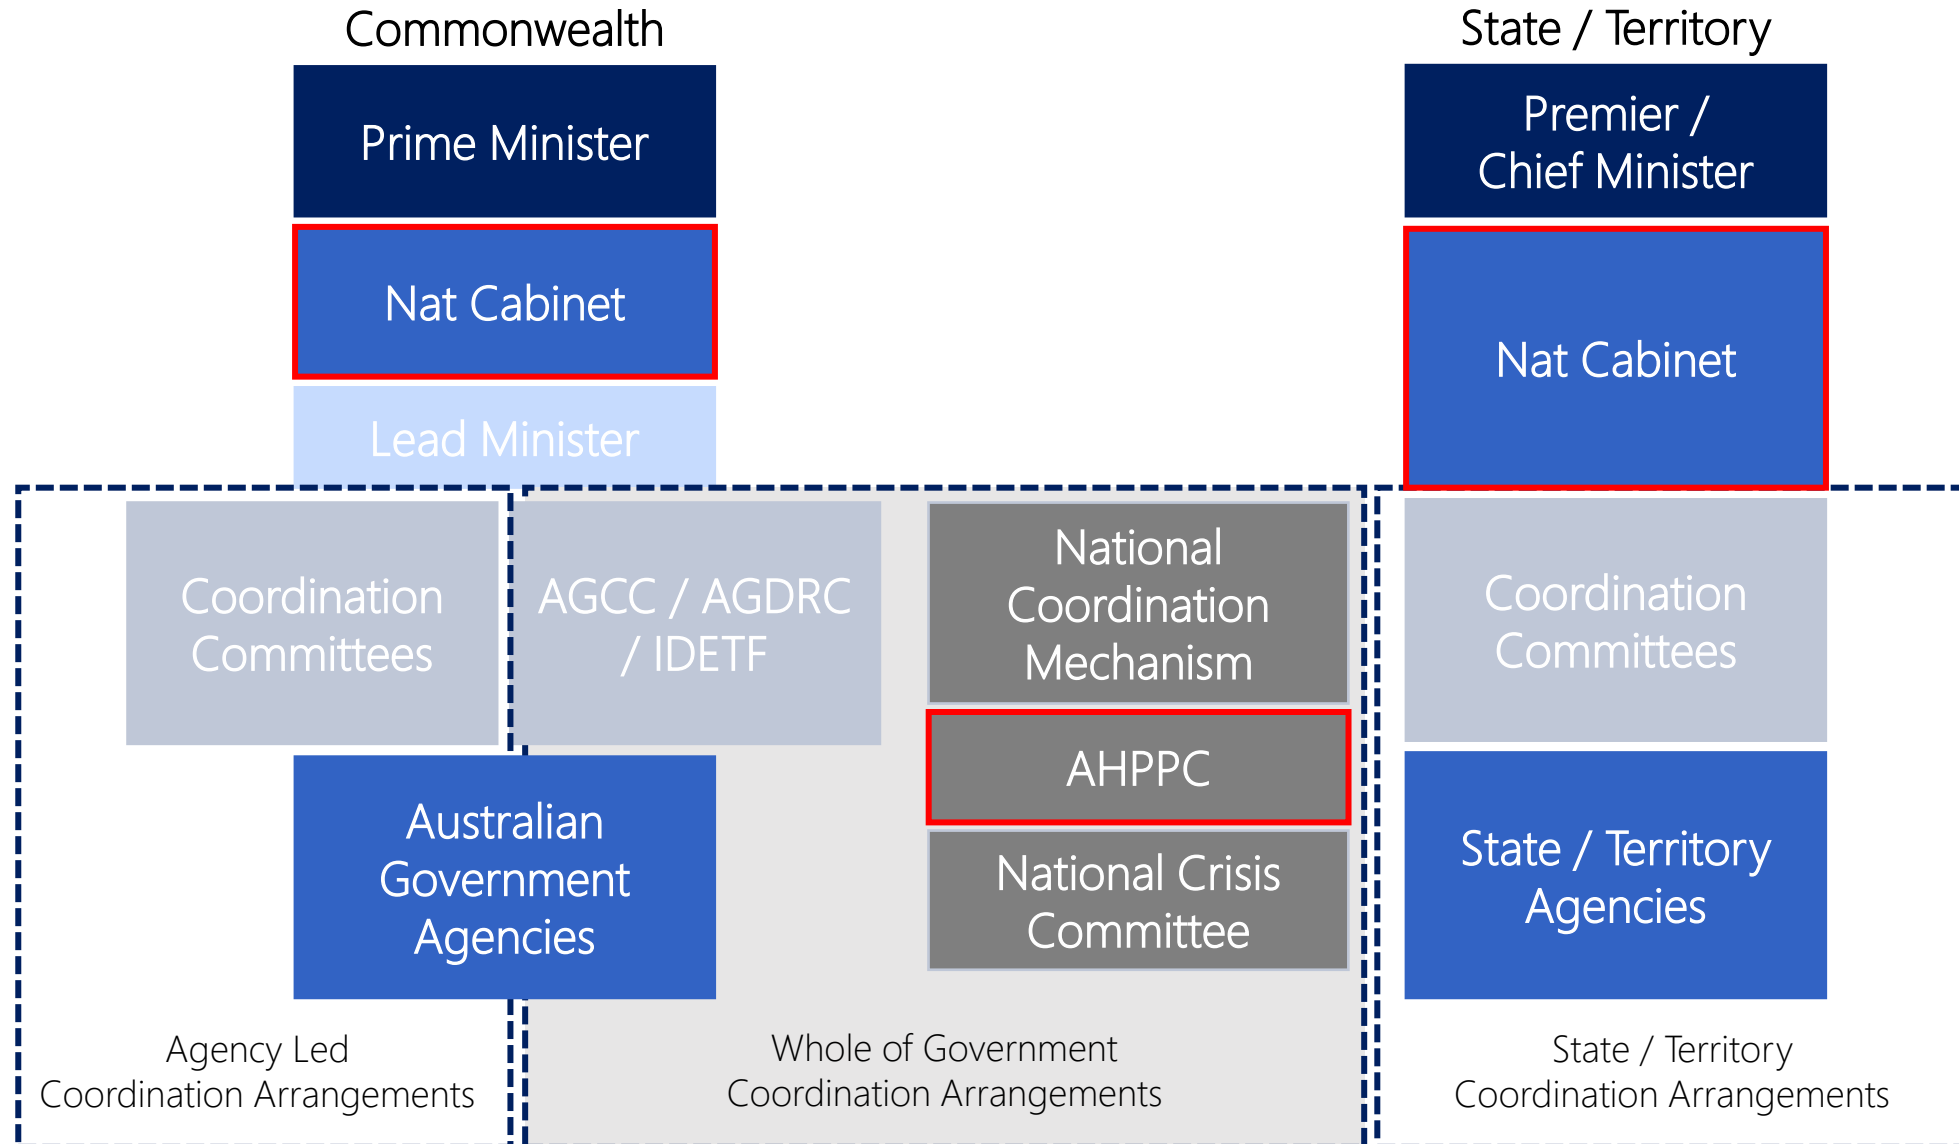 Commonwealth
State / Territory
Prime Minister
Premier /
Chief Minister
Nat Cabinet
Nat Cabinet
Lead Minister
Coordination
Committees
AGCC / AGDRC
/ IDETF
National
Coordination
Mechanism
Coordination
Committees
AHPPC
Australian
Government
Agencies
National Crisis
Committee
State / Territory
Agencies
Agency Led
Coordination Arrangements
Whole of Government
Coordination Arrangements
State / Territory
Coordination Arrangements